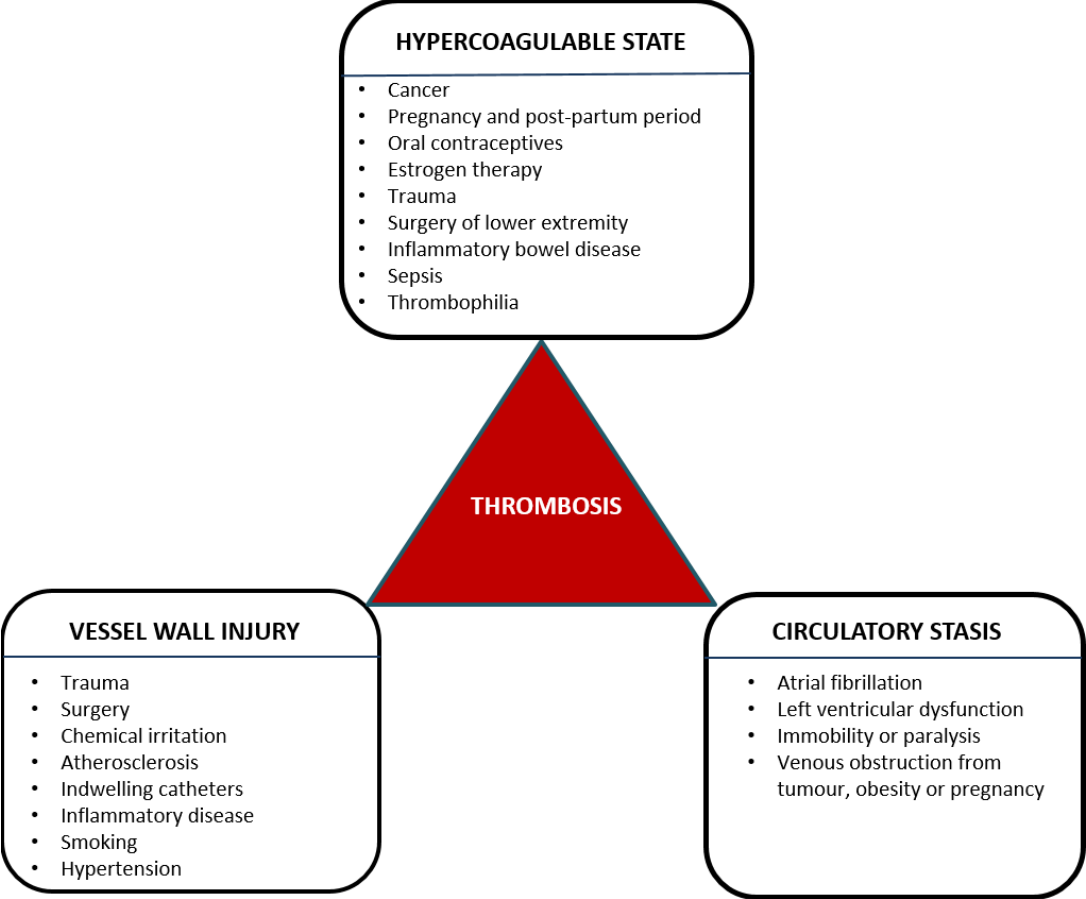 HYPERCOAGULABLE STATE
• Cancer
• Pregnancy and post-partum period
• Oral contraceptives
• Estrogen therapy
• Trauma
• Surgery of lower extremity
• Inflammatory bowel disease
• Sepsis
• Thrombophilia
THROMBOSIS
VESSEL WALL INJURY
• Trauma
• Surgery
• Chemical irritation
• Atherosclerosis
• Indwelling catheters
• Inflammatory disease
• Smoking
• Hypertension
CIRCULATORY STASIS
• Atrial fibrillation
• Left ventricular dysfunction
• Immobility or paralysis
• Venous obstruction from
tumour, obesity or pregnancy